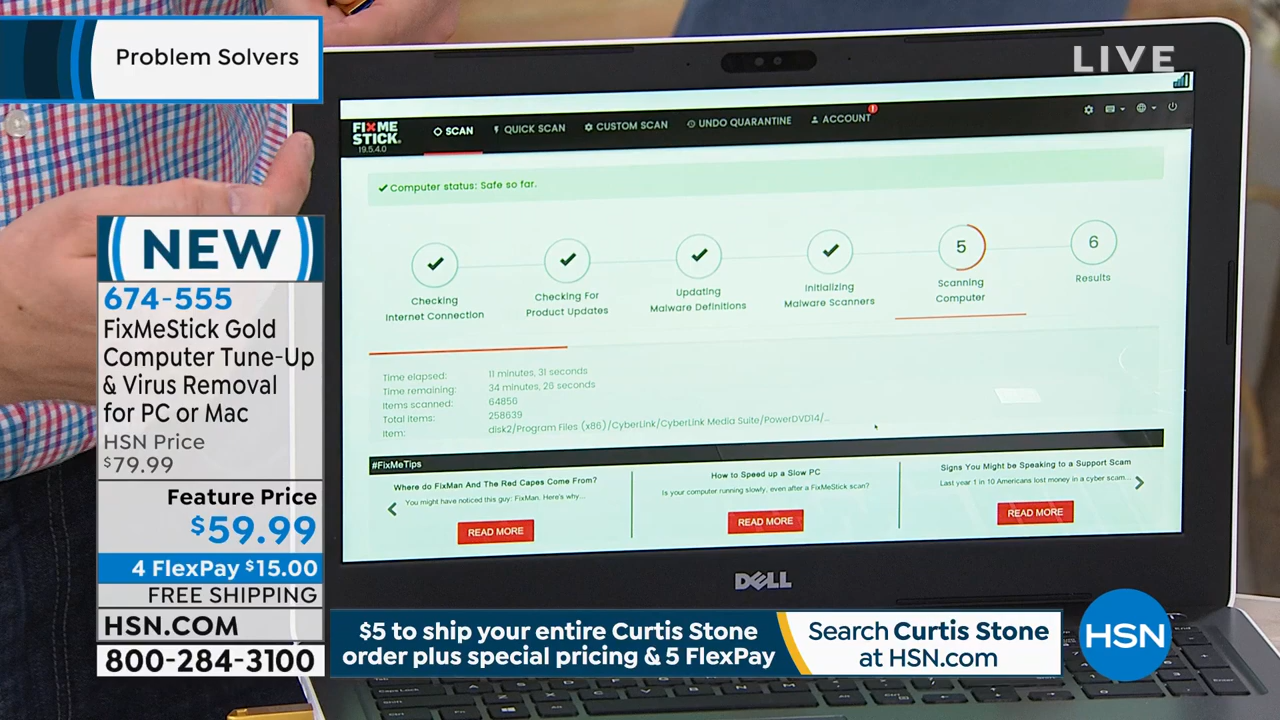 Problem Solvers
LIVE
NEW
674-555
FixMeStick Gold
Computer Tune-Up
& Virus Removal
for PC or Mac
HSN Price
$79.99
Feature Price
$59.99
4 FlexPay $15.00
FREE SHIPPING
HSN.COM
800-284-3100
FIXME
STICK.
19.5.4.0
SCAN
QUICK SCAN
CUSTOM SCAN
UNDO QUARANTINE
ACCOUNT
Computer status: Safe so far.
Checking
Internet Connection
Checking For
Product Updates
Updating
Malware Definitions
Initializing
Malware Scanners
5
Scanning
Computer
6
Results
Time elapsed: 11 minutes, 31 seconds
Time remaining: 34 minutes, 28 seconds
Items scanned: 64856
Total items: 258639
Item: disk2/Program Files (x86)/CyberLink/CyberLink Media Suite/PowerDVD14/...
#FixMeTips
Where do FixMan And The Red Capes Come From?
You might have noticed this guy: FixMan. Here's why...
READ MORE
How to Speed up a Slow PC
Is your computer running slowly, even after a FixMeStick scan?
READ MORE
Signs You Might be Speaking to a Support Scam
Last year 1 in 10 Americans lost money in a cyber scam...
READ MORE
DELL
$5 to ship your entire Curtis Stone
order plus special pricing & 5 FlexPay
Search Curtis Stone
at HSN.com
HSN